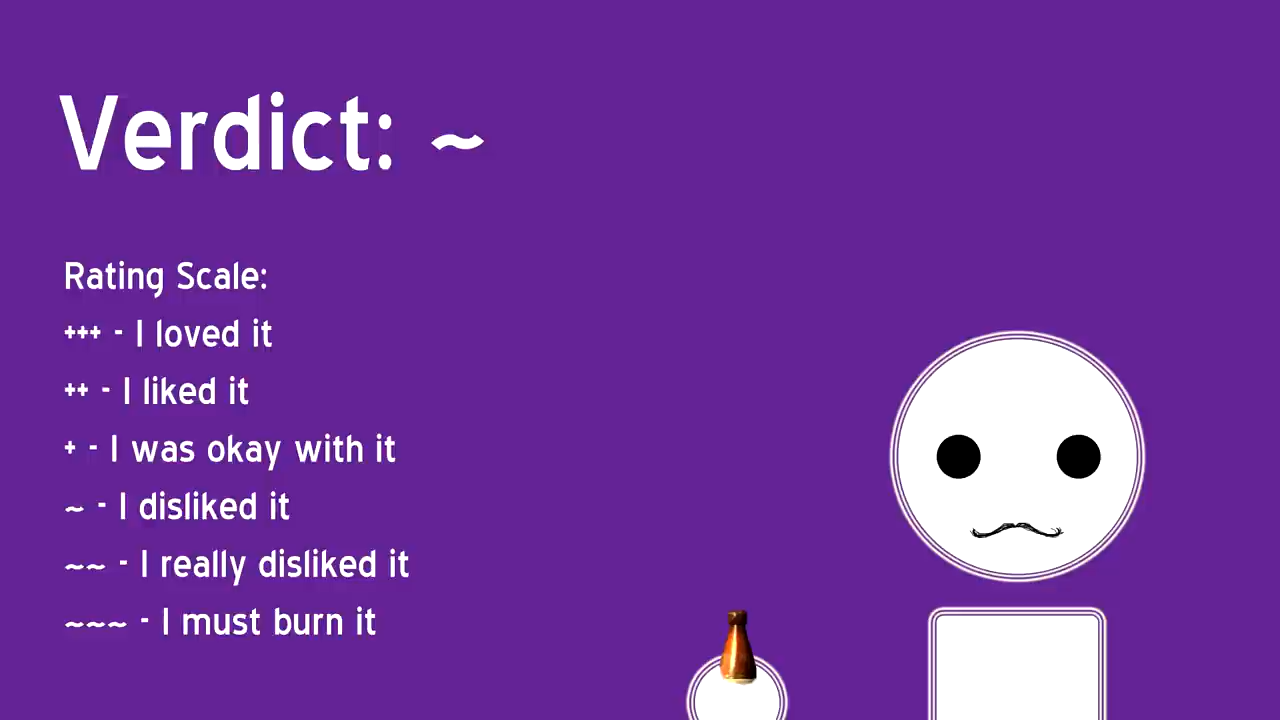 Verdict: ~
Rating Scale:
+++ - I loved it
++ - I liked it
+ - I was okay with it
~ - I disliked it
~~ - I really disliked it
~~~ - I must burn it